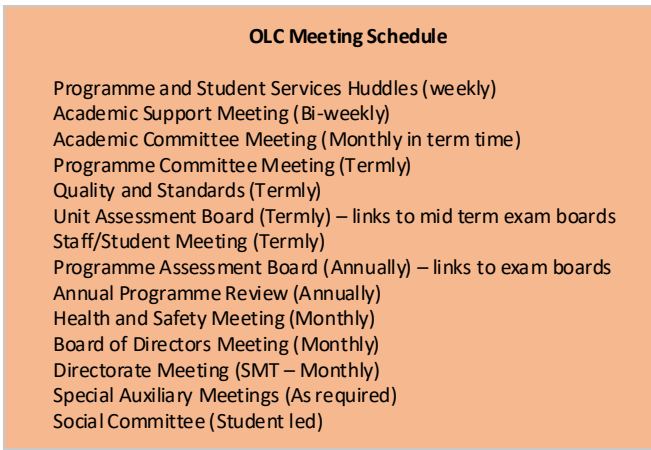 OLC Meeting Schedule
Programme and Student Services Huddles (weekly)
Academic Support Meeting (Bi-weekly)
Academic Committee Meeting (Monthly in term time)
Programme Committee Meeting (Termly)
Quality and Standards (Termly)
Unit Assessment Board (Termly) – links to mid term exam boards
Staff/Student Meeting (Termly)
Programme Assessment Board (Annually) – links to exam boards
Annual Programme Review (Annually)
Health and Safety Meeting (Monthly)
Board of Directors Meeting (Monthly)
Directorate Meeting (SMT – Monthly)
Special Auxiliary Meetings (As required)
Social Committee (Student led)